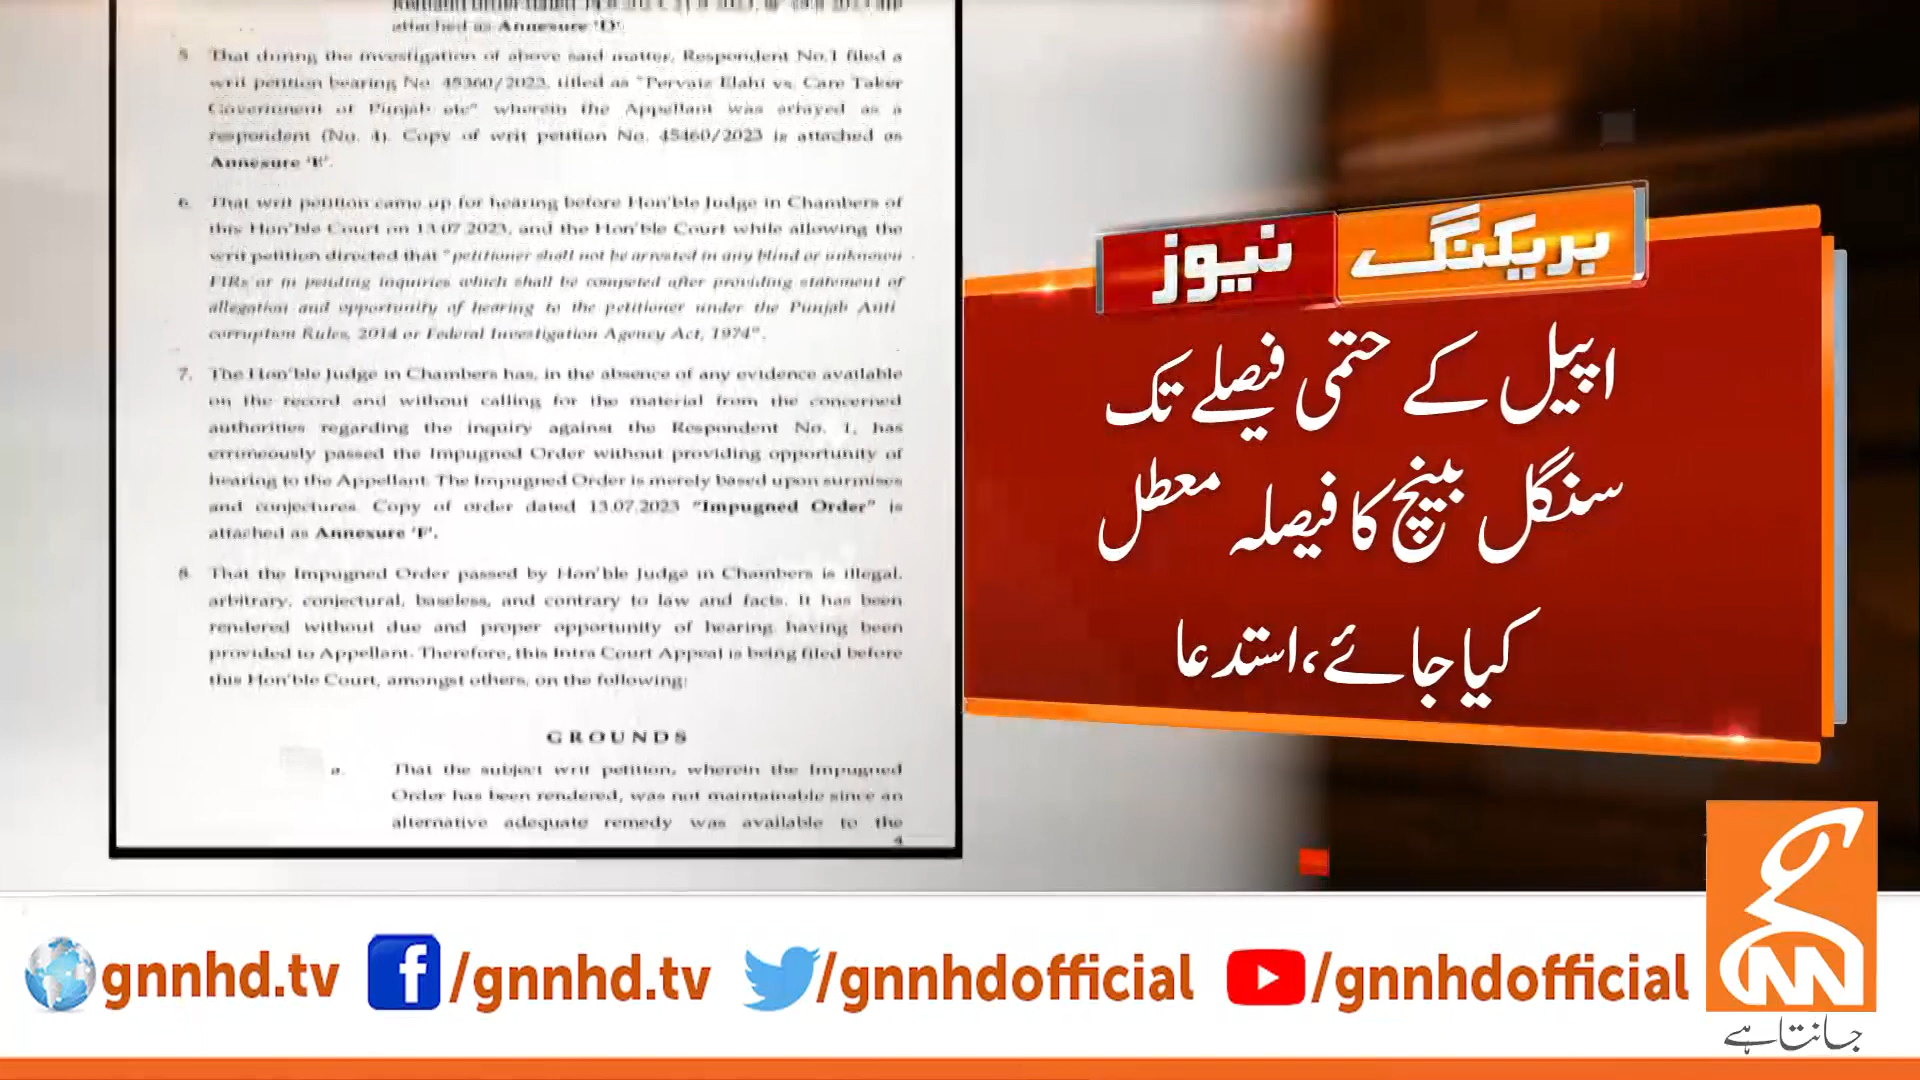 attached as Annexure 'D'.
5. That during the investigation of above said matter, Respondent No.1 filed a
writ petition bearing No. 45360/2023, titled as "Pervaiz Elahi vs. Care Taker
Government of Punjab etc" wherein the Appellant was arrayed as a
respondent (No. 4). Copy of writ petition No. 45460/2023 is attached as
Annexure 'E'.
6. That writ petition came up for hearing before Hon'ble Judge in Chambers of
this Hon'ble Court on 13.07.2023, and the Hon'ble Court while allowing the
writ petition directed that "petitioner shall not be arrested in any blind or unknown
FIRs or in pending inquiries which shall be competed after providing statement of
allegation and opportunity of hearing to the petitioner under the Punjab Anti
corruption Rules, 2014 or Federal Investigation Agency Act, 1974".
7. The Hon'ble Judge in Chambers has, in the absence of any evidence available
on the record and without calling for the material from the concerned
authorities regarding the inquiry against the Respondent No. 1, has
erroneously passed the Impugned Order without providing opportunity of
hearing to the Appellant. The Impugned Order is merely based upon surmises
and conjectures. Copy of order dated 13.07.2023 "Impugned Order" is
attached as Annexure 'F'.
8. That the Impugned Order passed by Hon'ble Judge in Chambers is illegal,
arbitrary, conjectural, baseless, and contrary to law and facts. It has been
rendered without due and proper opportunity of hearing having been
provided to Appellant. Therefore, this Intra Court Appeal is being filed before
this Hon'ble Court, amongst others, on the following:
GROUNDS
a. That the subject writ petition, wherein the Impugned
Order has been rendered, was not maintainable since an
alternative adequate remedy was available to the
4
بریکنگ نیوز
اپیل کے حتمی فیصلے تک
سنگل بینچ کا فیصلہ معطل
کیا جائے، استدعا
gnnhd.tv /gnnhd.tv /gnnhdofficial /gnnhdofficial
GNN
جانتا ہے